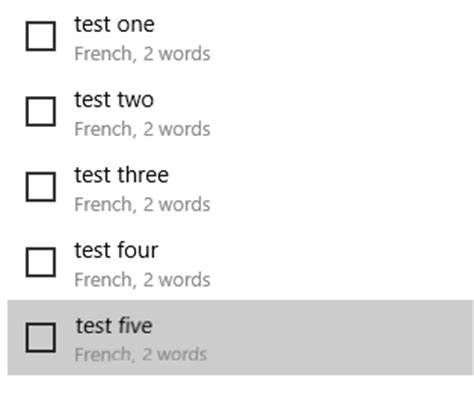 test one
French, 2 words
test two
French, 2 words
test three
French, 2 words
test four
French, 2 words
test five
French, 2 words